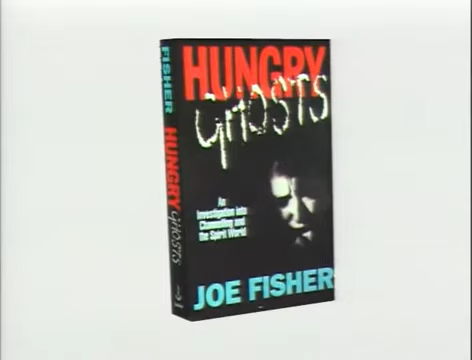 FISHER HUNGRY GHOSTS
HUNGRY
GHOSTS
An
Investigation into
Channeling and
the Spirit World
JOE FISHER